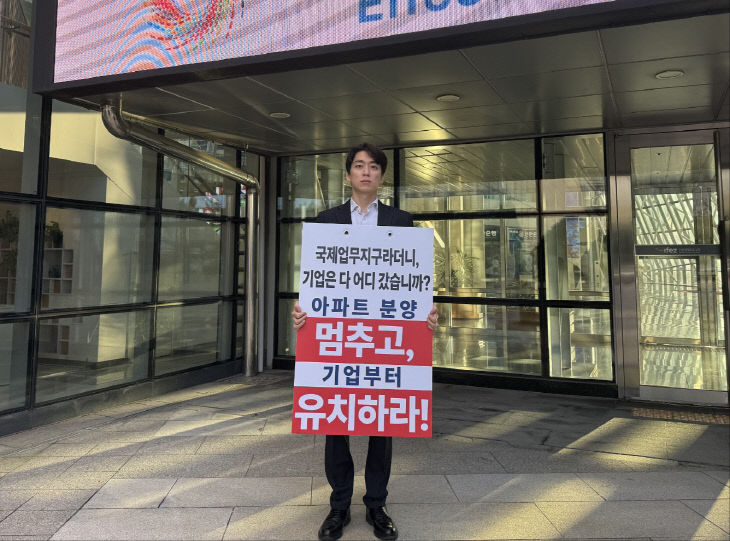 국제업무지구라더니,
기업은 다 어디 갔습니까?
아파트 분양
멈추고,
기업부터
유치하라!
ifez